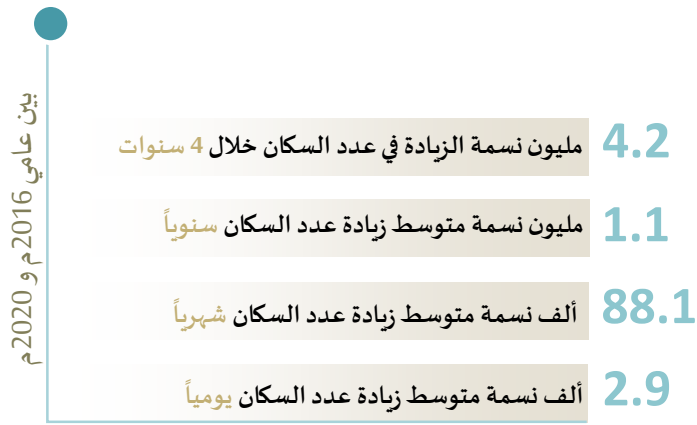 بين عامي 2016م و 2020م
4.2 مليون نسمة الزيادة في عدد السكان خلال 4 سنوات
1.1 مليون نسمة متوسط زيادة عدد السكان سنوياً
88.1 ألف نسمة متوسط زيادة عدد السكان شهرياً
2.9 ألف نسمة متوسط زيادة عدد السكان يومياً